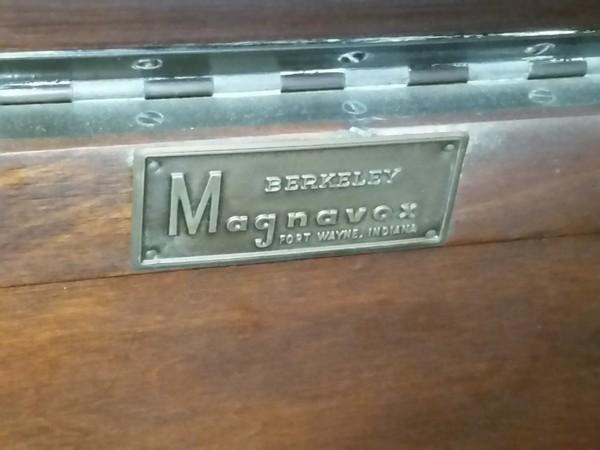 BERKELEY
Magnavox
FORT WAYNE, INDIANA